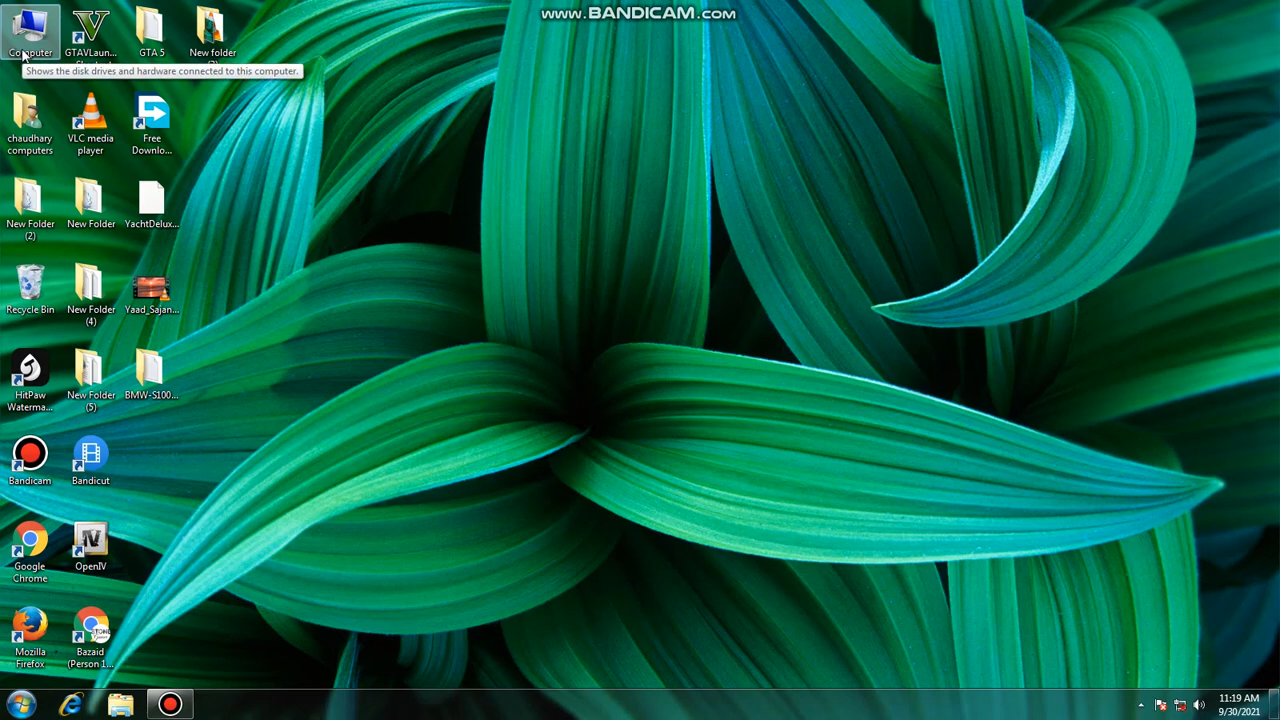 www.BANDICAM.com
Computer
GTAVLaun...
GTA 5
New folder
Shows the disk drives and hardware connected to this computer.
chaudhary
computers
VLC media
player
Free
Downlo...
New Folder
(2)
New Folder
YachtDelux...
Recycle Bin
New Folder
(4)
Yaad_Sajan...
HitPaw
Waterma...
New Folder
(5)
BMW-S100...
Bandicam
Bandicut
Google
Chrome
IV
OpenIV
Mozilla
Firefox
Bazaid
(Person 1...
11:19 AM
9/30/2021